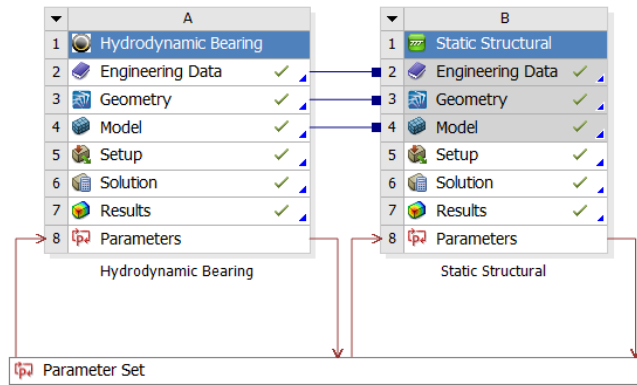 A
1 Hydrodynamic Bearing
2 Engineering Data
3 Geometry
4 Model
5 Setup
6 Solution
7 Results
8 Parameters
Hydrodynamic Bearing
B
1 Static Structural
2 Engineering Data
3 Geometry
4 Model
5 Setup
6 Solution
7 Results
8 Parameters
Static Structural
Parameter Set